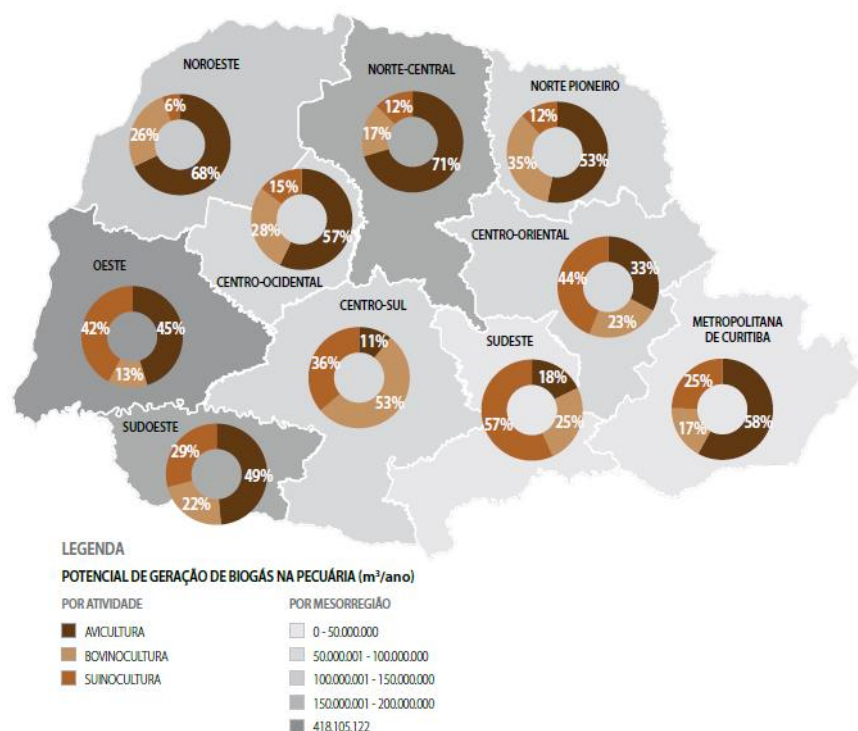 NOROESTE
6%
26%
68%
NORTE-CENTRAL
12%
17%
71%
NORTE PIONEIRO
12%
35%
53%
15%
28%
57%
CENTRO-OCIDENTAL
CENTRO-ORIENTAL
44%
33%
23%
OESTE
42%
45%
13%
CENTRO-SUL
11%
36%
53%
SUDESTE
18%
57%
25%
METROPOLITANA
DE CURITIBA
25%
17%
58%
SUDOESTE
29%
49%
22%
LEGENDA
POTENCIAL DE GERAÇÃO DE BIOGÁS NA PECUÁRIA (m³/ano)
POR ATIVIDADE
AVICULTURA
BOVINOCULTURA
SUINOCULTURA
POR MESORREGIÃO
0 - 50.000.000
50.000.001 - 100.000.000
100.000.001 - 150.000.000
150.000.001 - 200.000.000
418.105.122